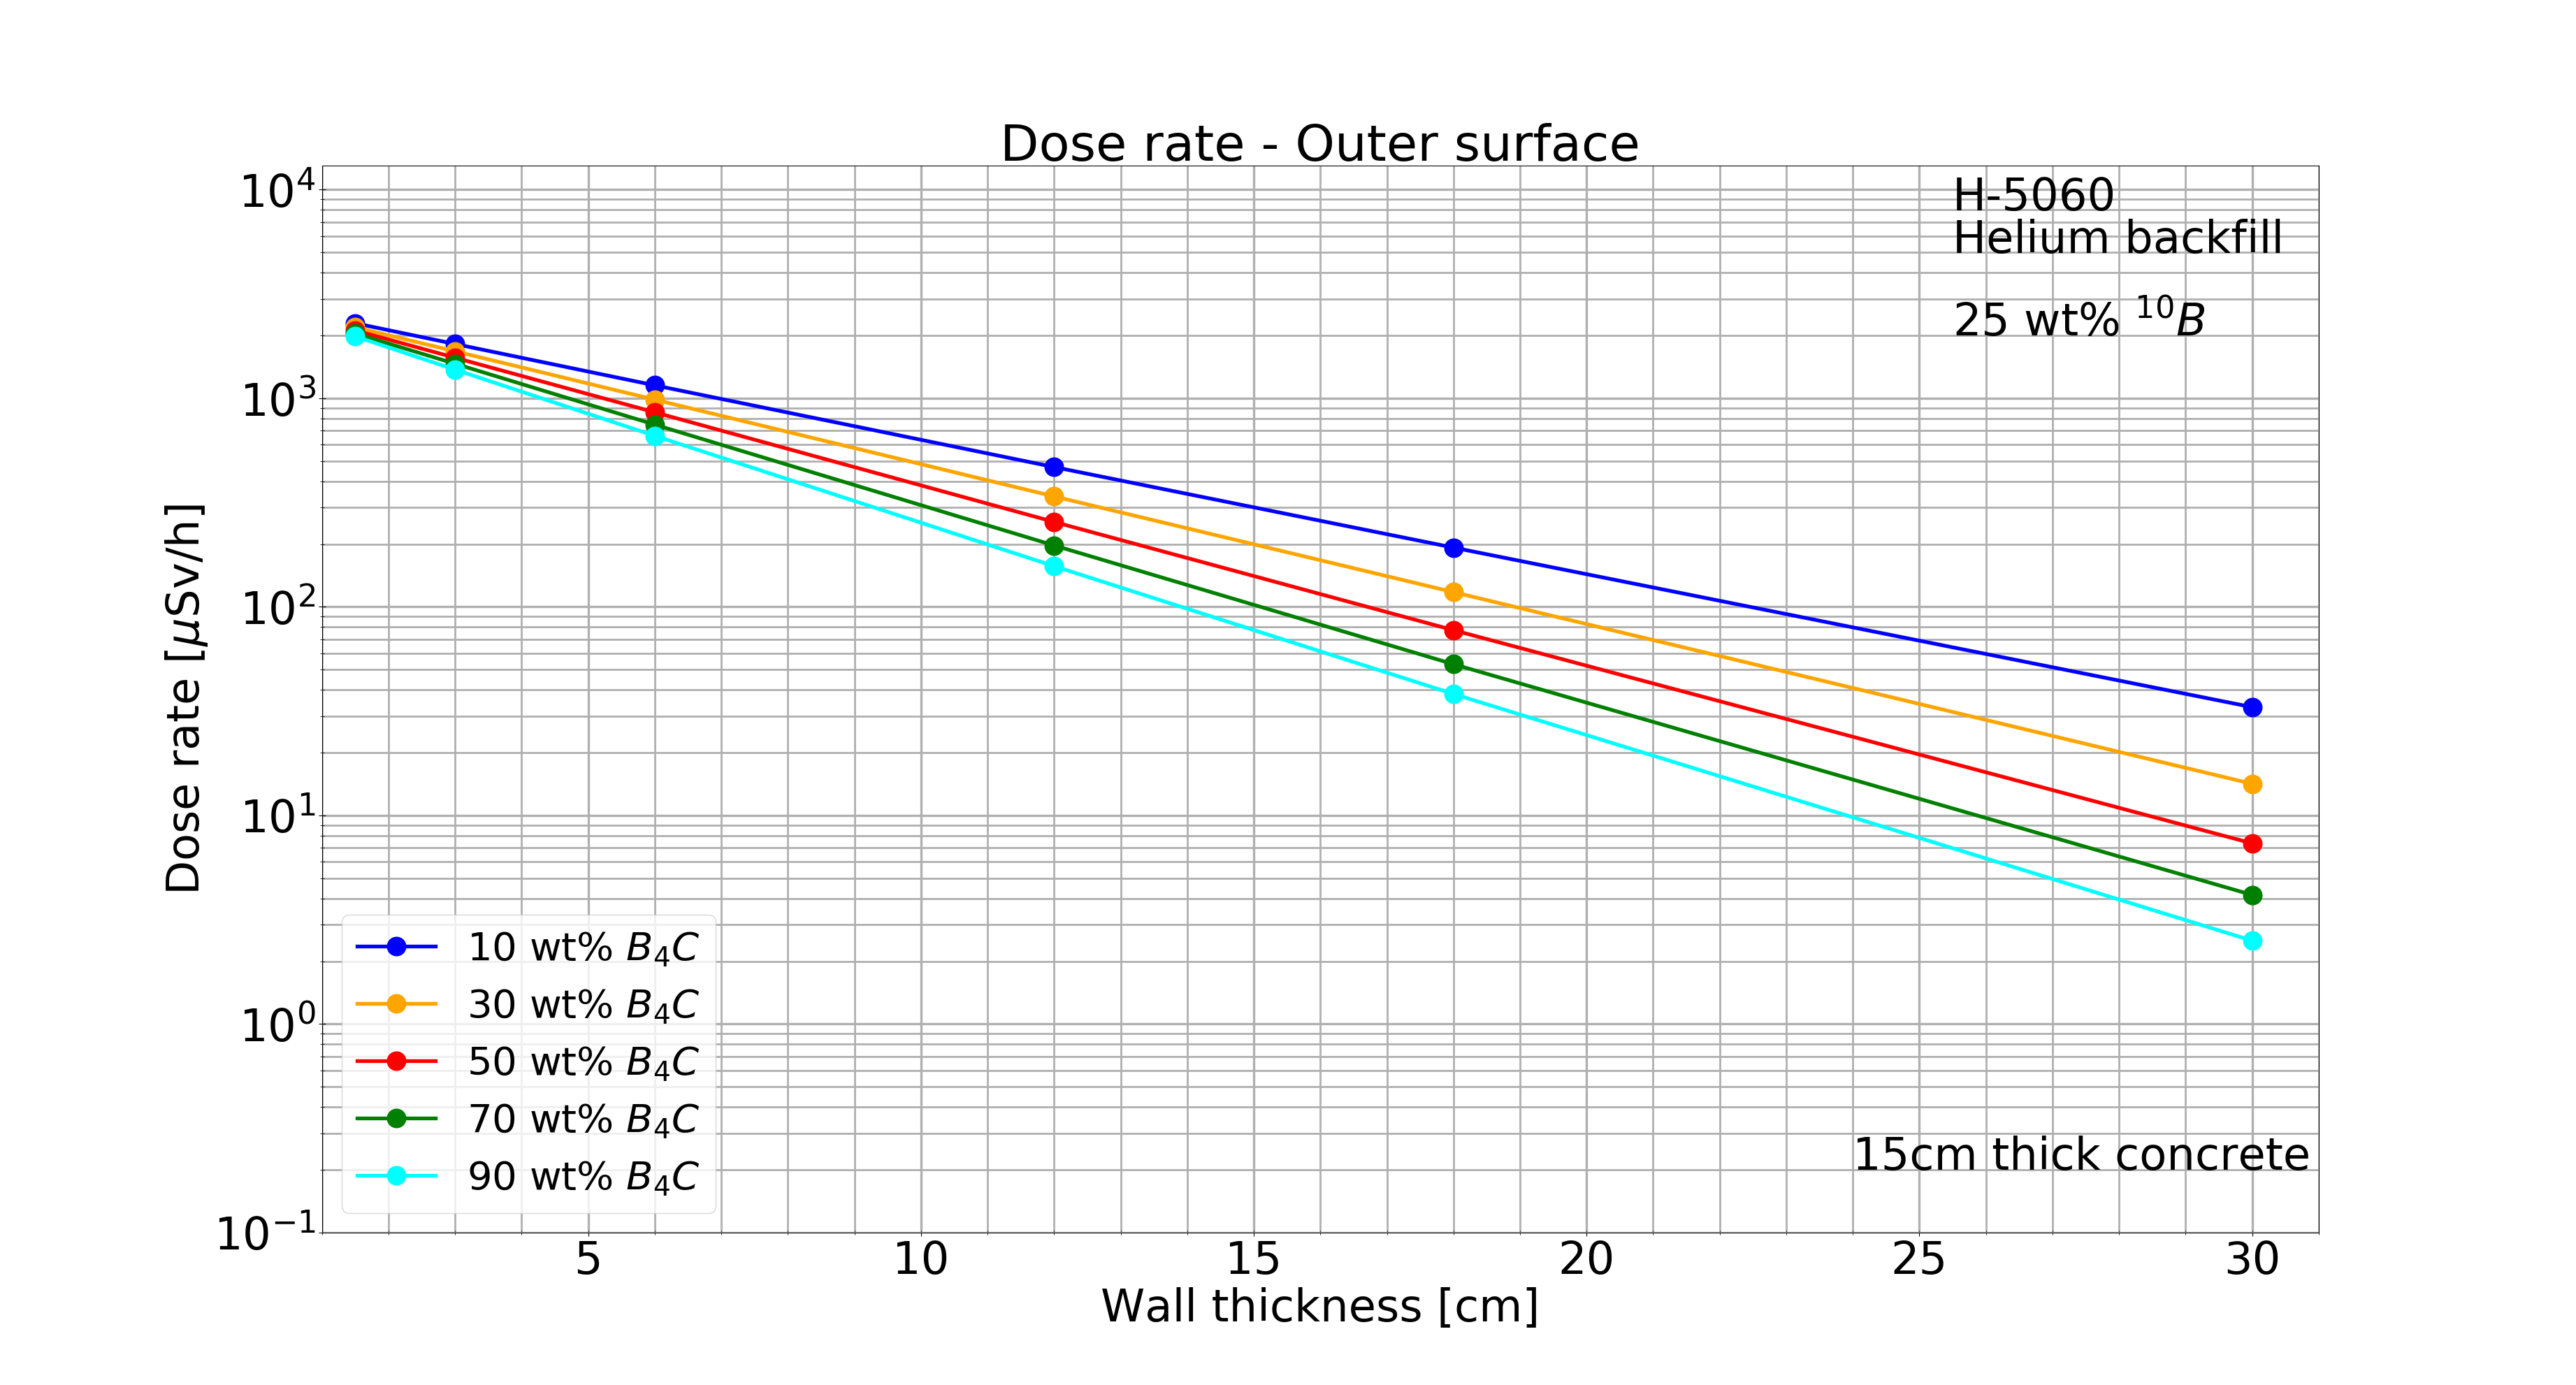 Dose rate - Outer surface
10⁴
10³
10²
10¹
10⁰
10⁻¹
Dose rate [μSv/h]
H-5060
Helium backfill
25 wt% ¹⁰B
10 wt% B₄C
30 wt% B₄C
50 wt% B₄C
70 wt% B₄C
90 wt% B₄C
15cm thick concrete
5 10 15 20 25 30
Wall thickness [cm]